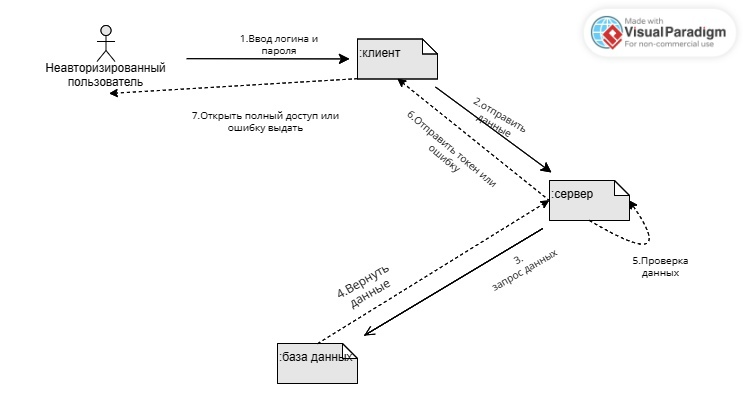 Made with
VisualParadigm
For non-commercial use
1.Ввод логина и
пароля
:клиент
Неавторизированный
пользователь
7.Открыть полный доступ или
ошибку выдать
2.отправить
данные
6.Отправить токен или
ошибку
:сервер
3.
запрос данных
5.Проверка
данных
4.Вернуть
данные
:база данных